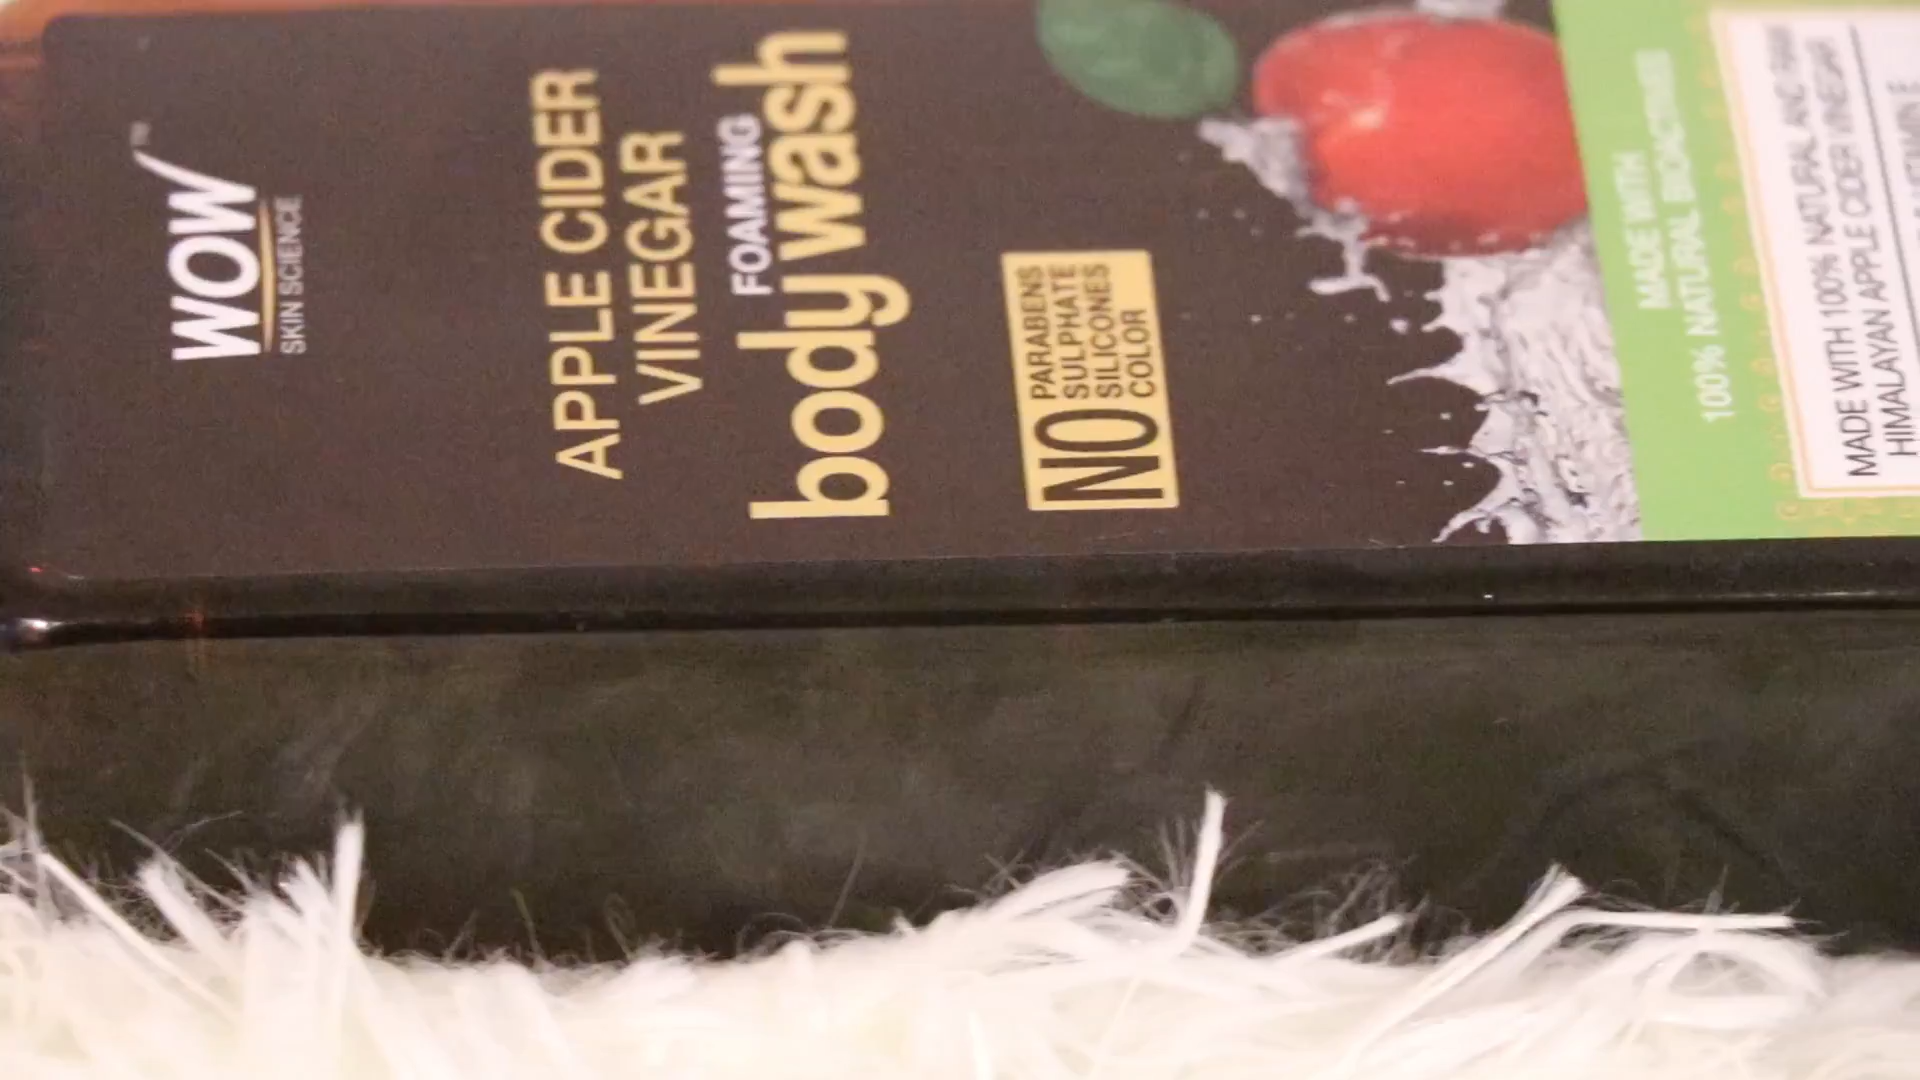 WOW
SKIN SCIENCE
APPLE CIDER
VINEGAR
FOAMING
body wash
NO
PARABENS
SULPHATE
SILICONES
COLOR
MADE WITH
100% NATURAL BIOACTIVES
MADE WITH 100% NATURAL AND RAW
HIMALAYAN APPLE CIDER VINEGAR
VITAMIN E